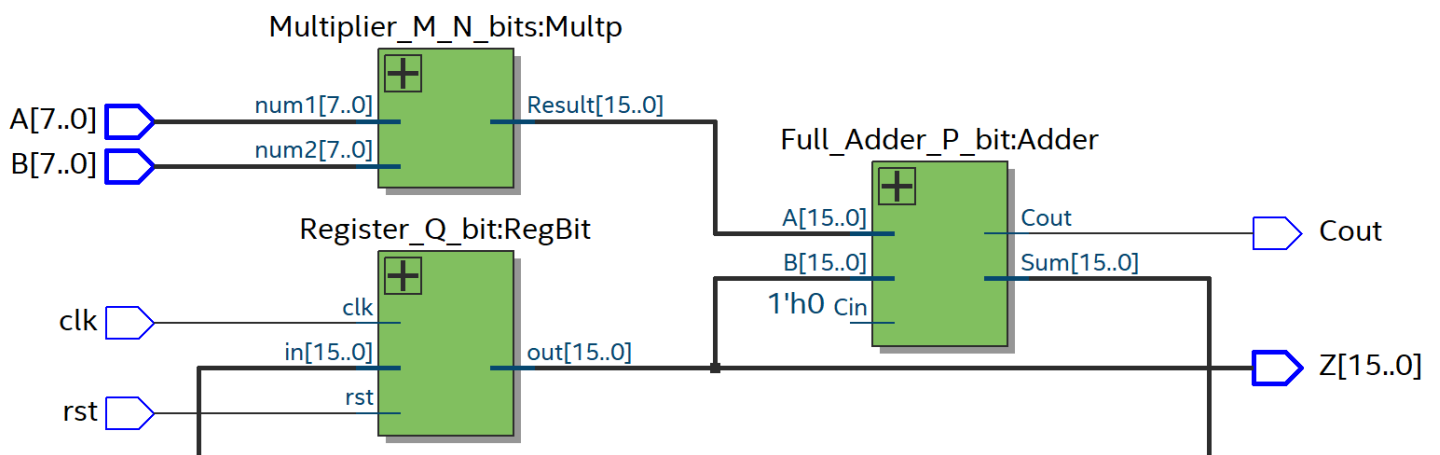 Multiplier_M_N_bits:Multp
A[7..0]
num1[7..0]
Result[15..0]
B[7..0]
num2[7..0]
Full_Adder_P_bit:Adder
A[15..0]
Cout
Cout
B[15..0]
Sum[15..0]
1'h0
Cin
Register_Q_bit:RegBit
clk
clk
in[15..0]
out[15..0]
Z[15..0]
rst
rst